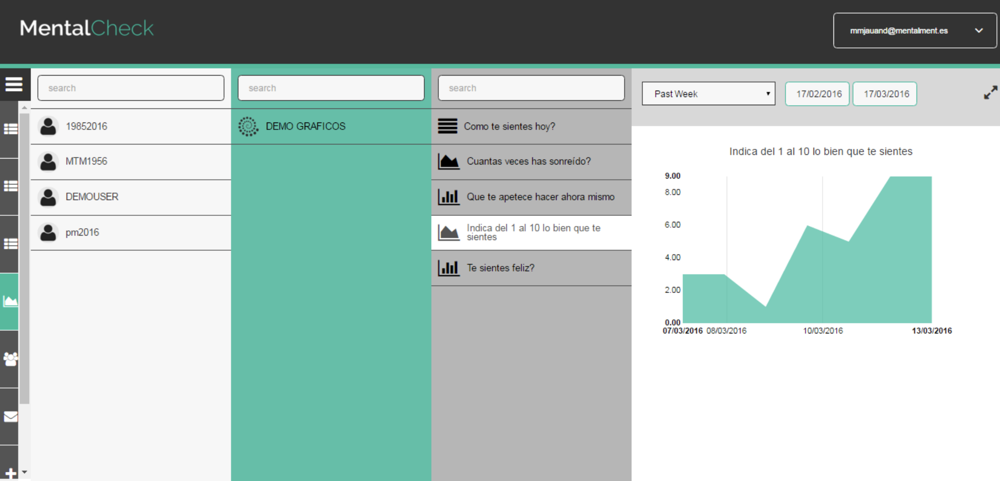 MentalCheck
mmjauand@mentalment.es
search
19852016
MTM1956
DEMOUSER
pm2016
search
DEMO GRAFICOS
search
Como te sientes hoy?
Cuantas veces has sonreído?
Que te apetece hacer ahora mismo
Indica del 1 al 10 lo bien que te
sientes
Te sientes feliz?
Past Week
17/02/2016
17/03/2016
Indica del 1 al 10 lo bien que te sientes
9.00
8.00
6.00
4.00
2.00
0.00
07/03/2016 08/03/2016 10/03/2016 13/03/2016